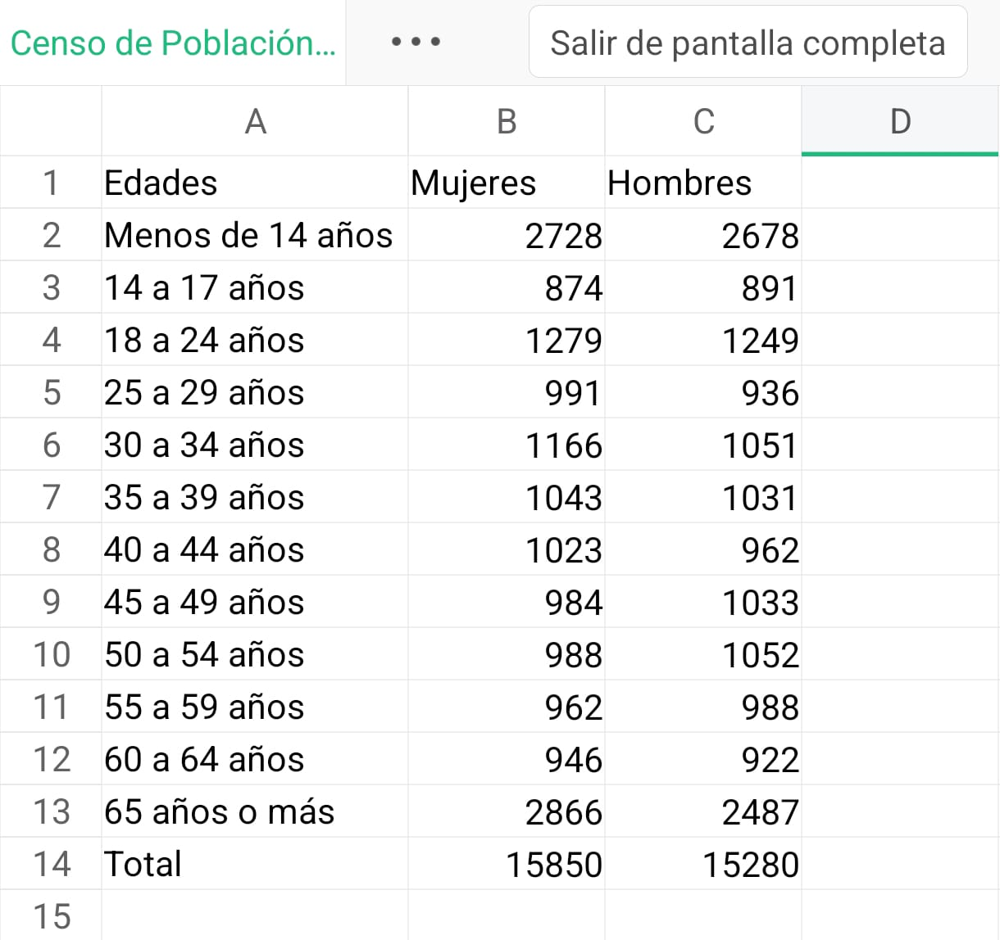 Censo de Población... ••• Salir de pantalla completa
A B C D
1 Edades Mujeres Hombres
2 Menos de 14 años 2728 2678
3 14 a 17 años 874 891
4 18 a 24 años 1279 1249
5 25 a 29 años 991 936
6 30 a 34 años 1166 1051
7 35 a 39 años 1043 1031
8 40 a 44 años 1023 962
9 45 a 49 años 984 1033
10 50 a 54 años 988 1052
11 55 a 59 años 962 988
12 60 a 64 años 946 922
13 65 años o más 2866 2487
14 Total 15850 15280
15